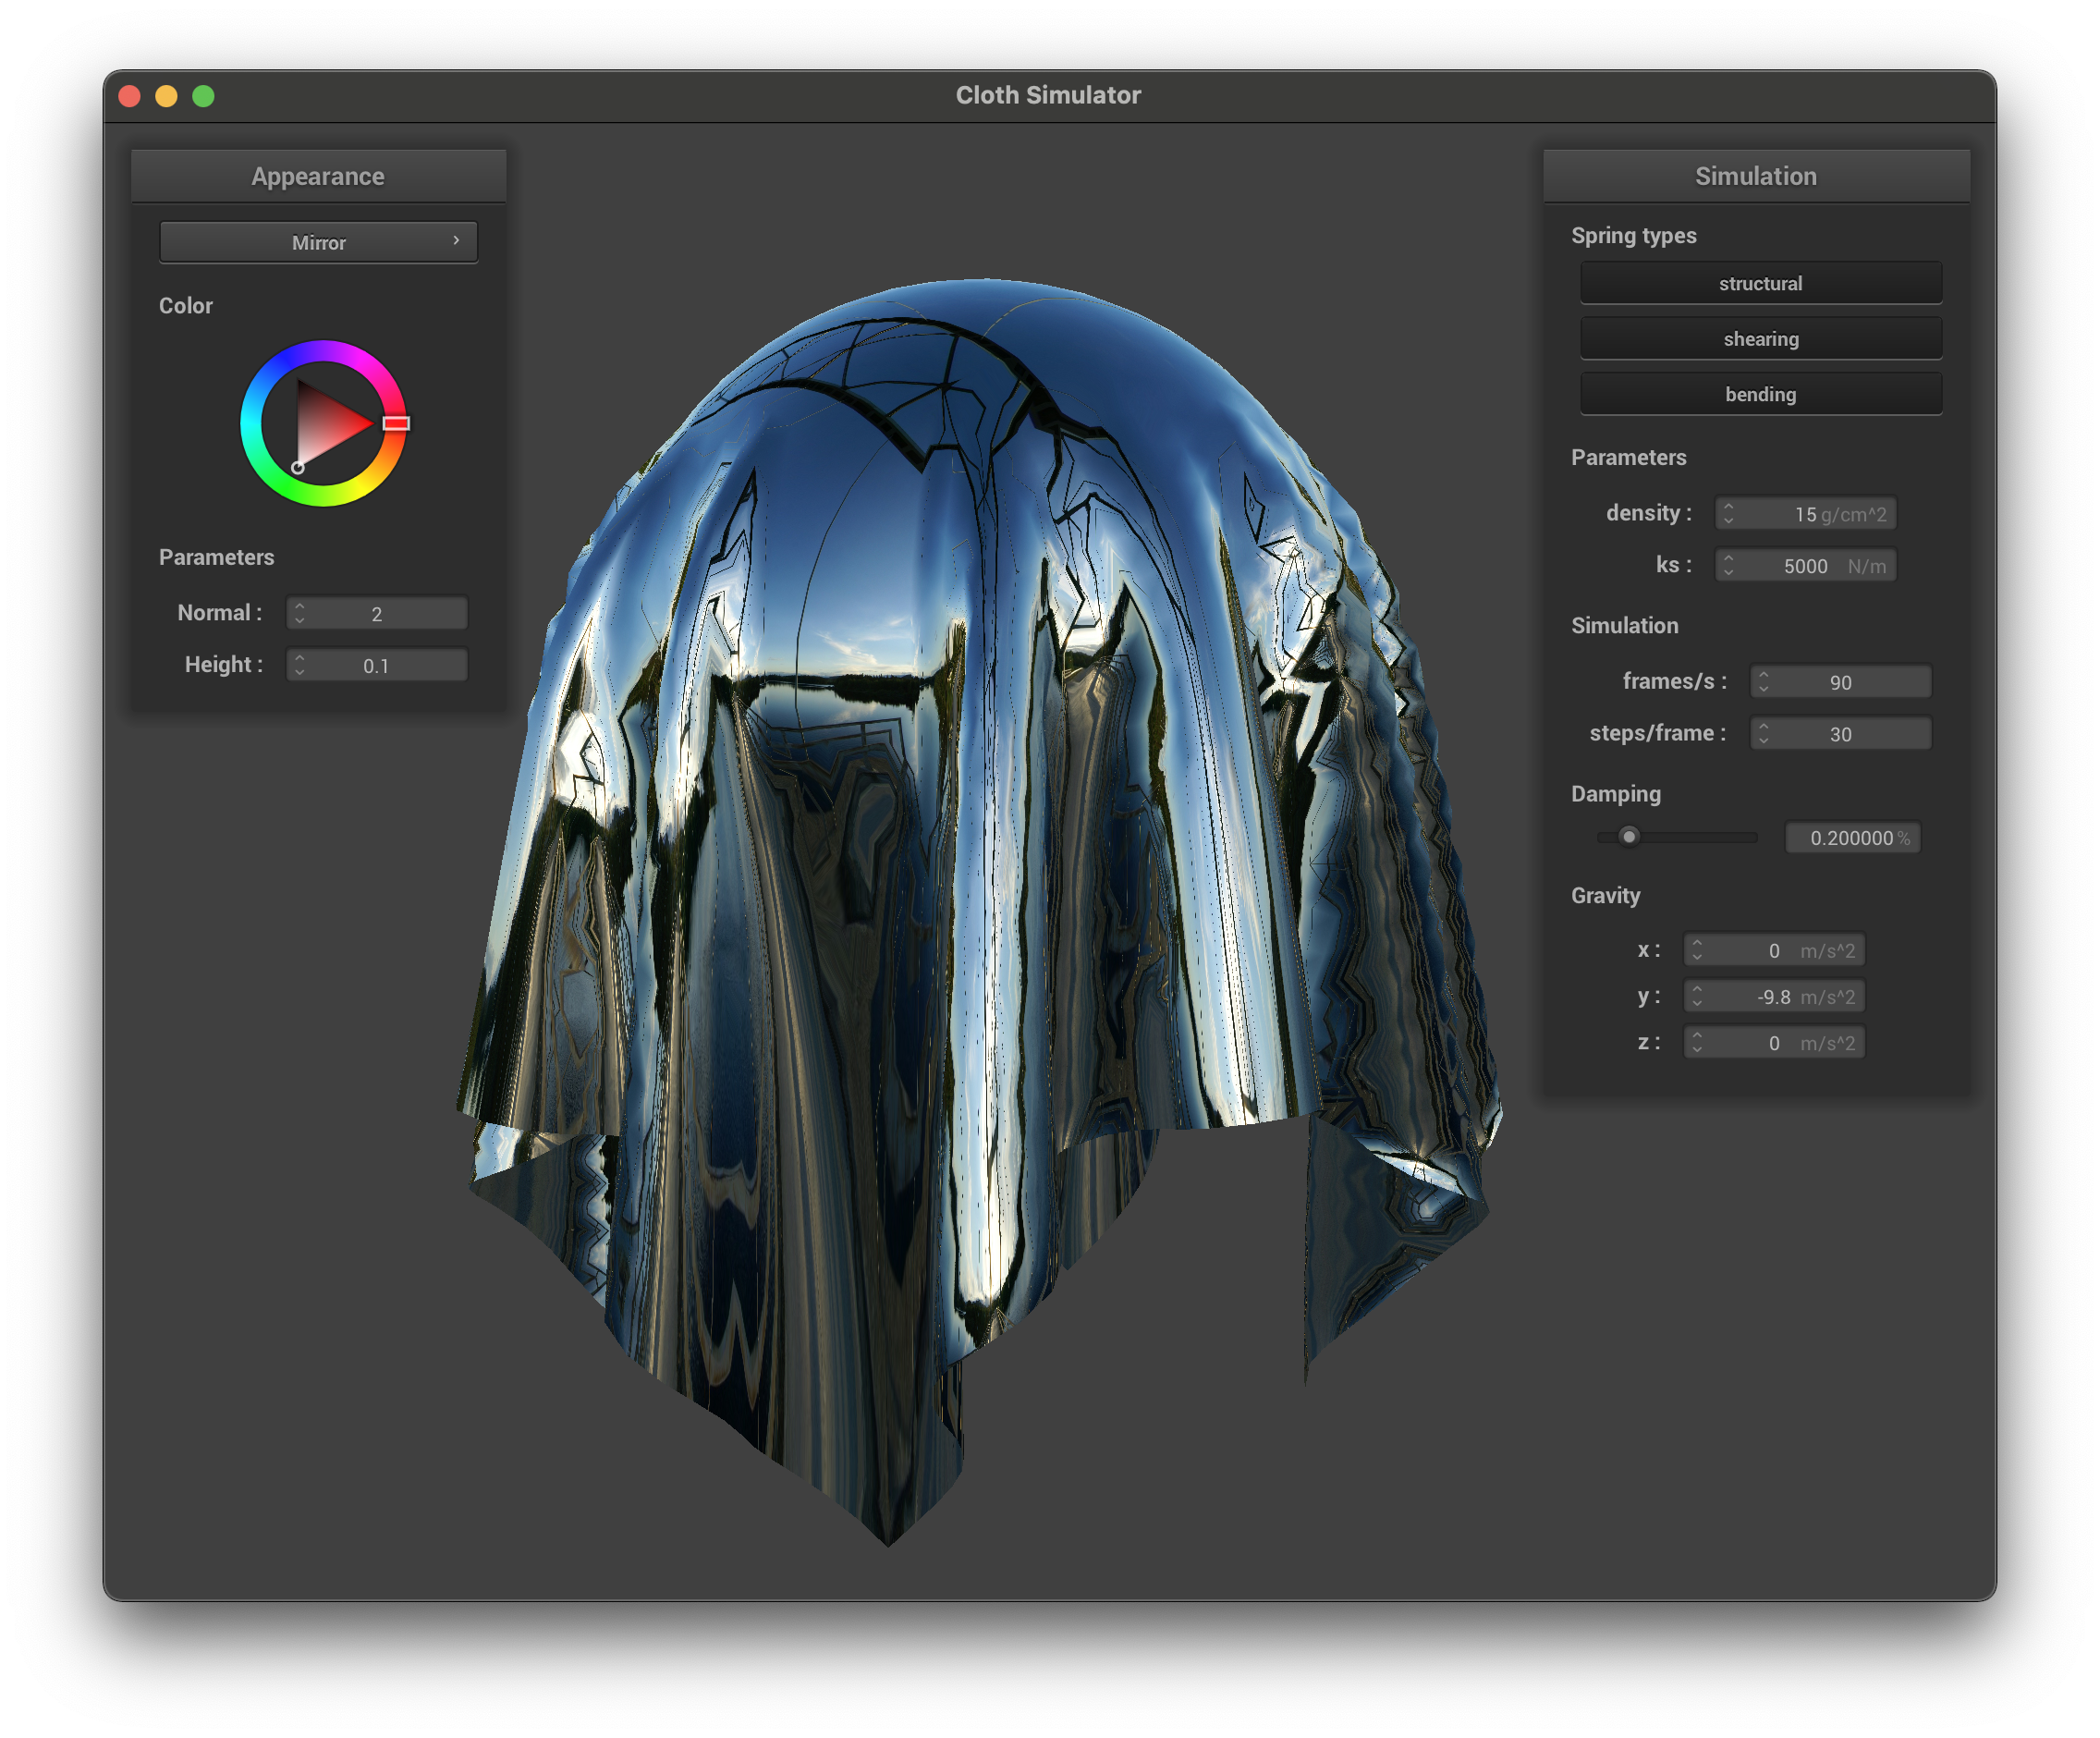 Cloth Simulator
Appearance
Mirror
Color
Parameters
Normal : 2
Height : 0.1
Simulation
Spring types
structural
shearing
bending
Parameters
density : 15 g/cm^2
ks : 5000 N/m
Simulation
frames/s : 90
steps/frame : 30
Damping
0.200000 %
Gravity
x : 0 m/s^2
y : -9.8 m/s^2
z : 0 m/s^2